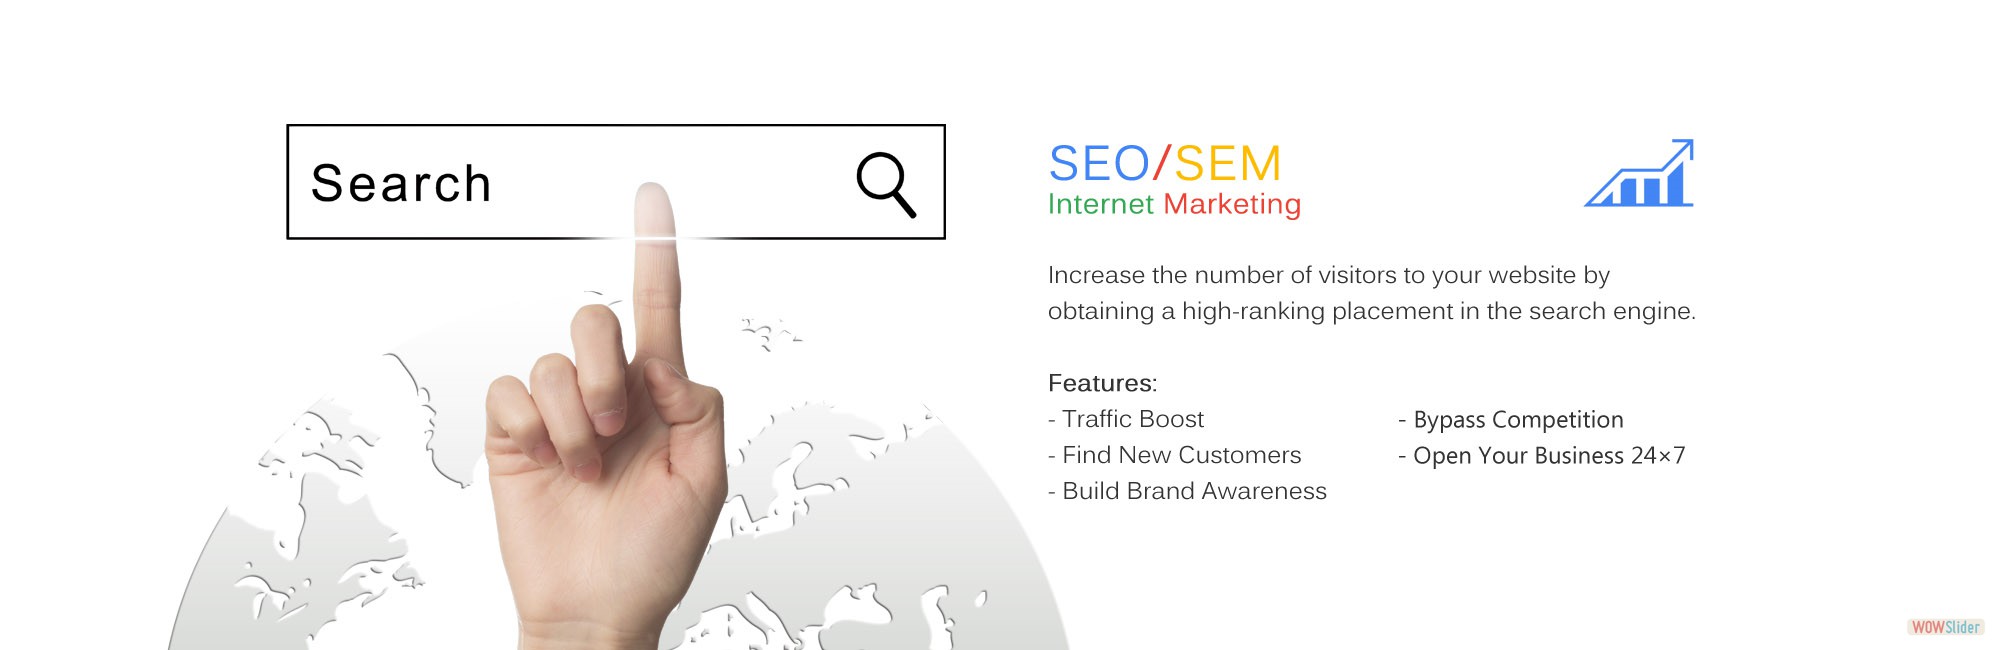 Search
SEO/SEM
Internet Marketing
Increase the number of visitors to your website by
obtaining a high-ranking placement in the search engine.
Features:
- Traffic Boost
- Find New Customers
- Build Brand Awareness
- Bypass Competition
- Open Your Business 24×7
WOWSlider